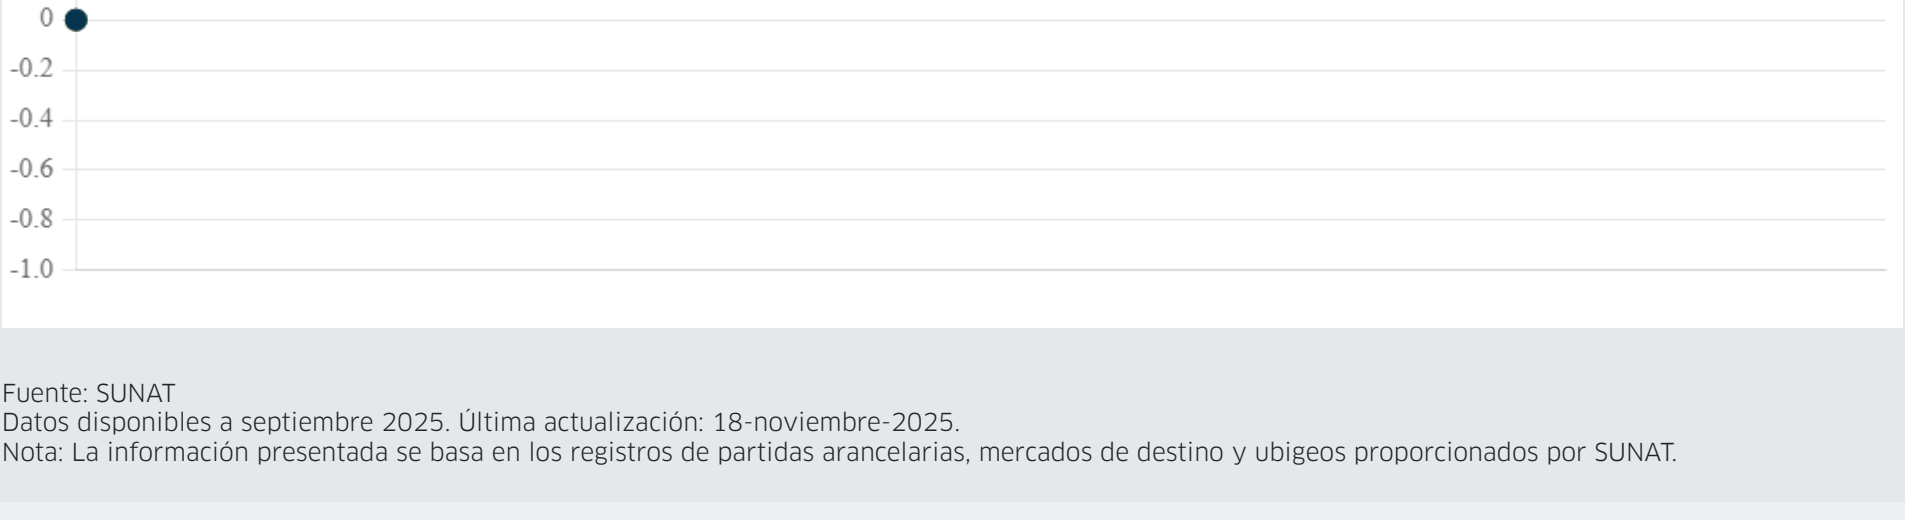 0
-0.2
-0.4
-0.6
-0.8
-1.0
Fuente: SUNAT
Datos disponibles a septiembre 2025. Última actualización: 18-noviembre-2025.
Nota: La información presentada se basa en los registros de partidas arancelarias, mercados de destino y ubigeos proporcionados por SUNAT.